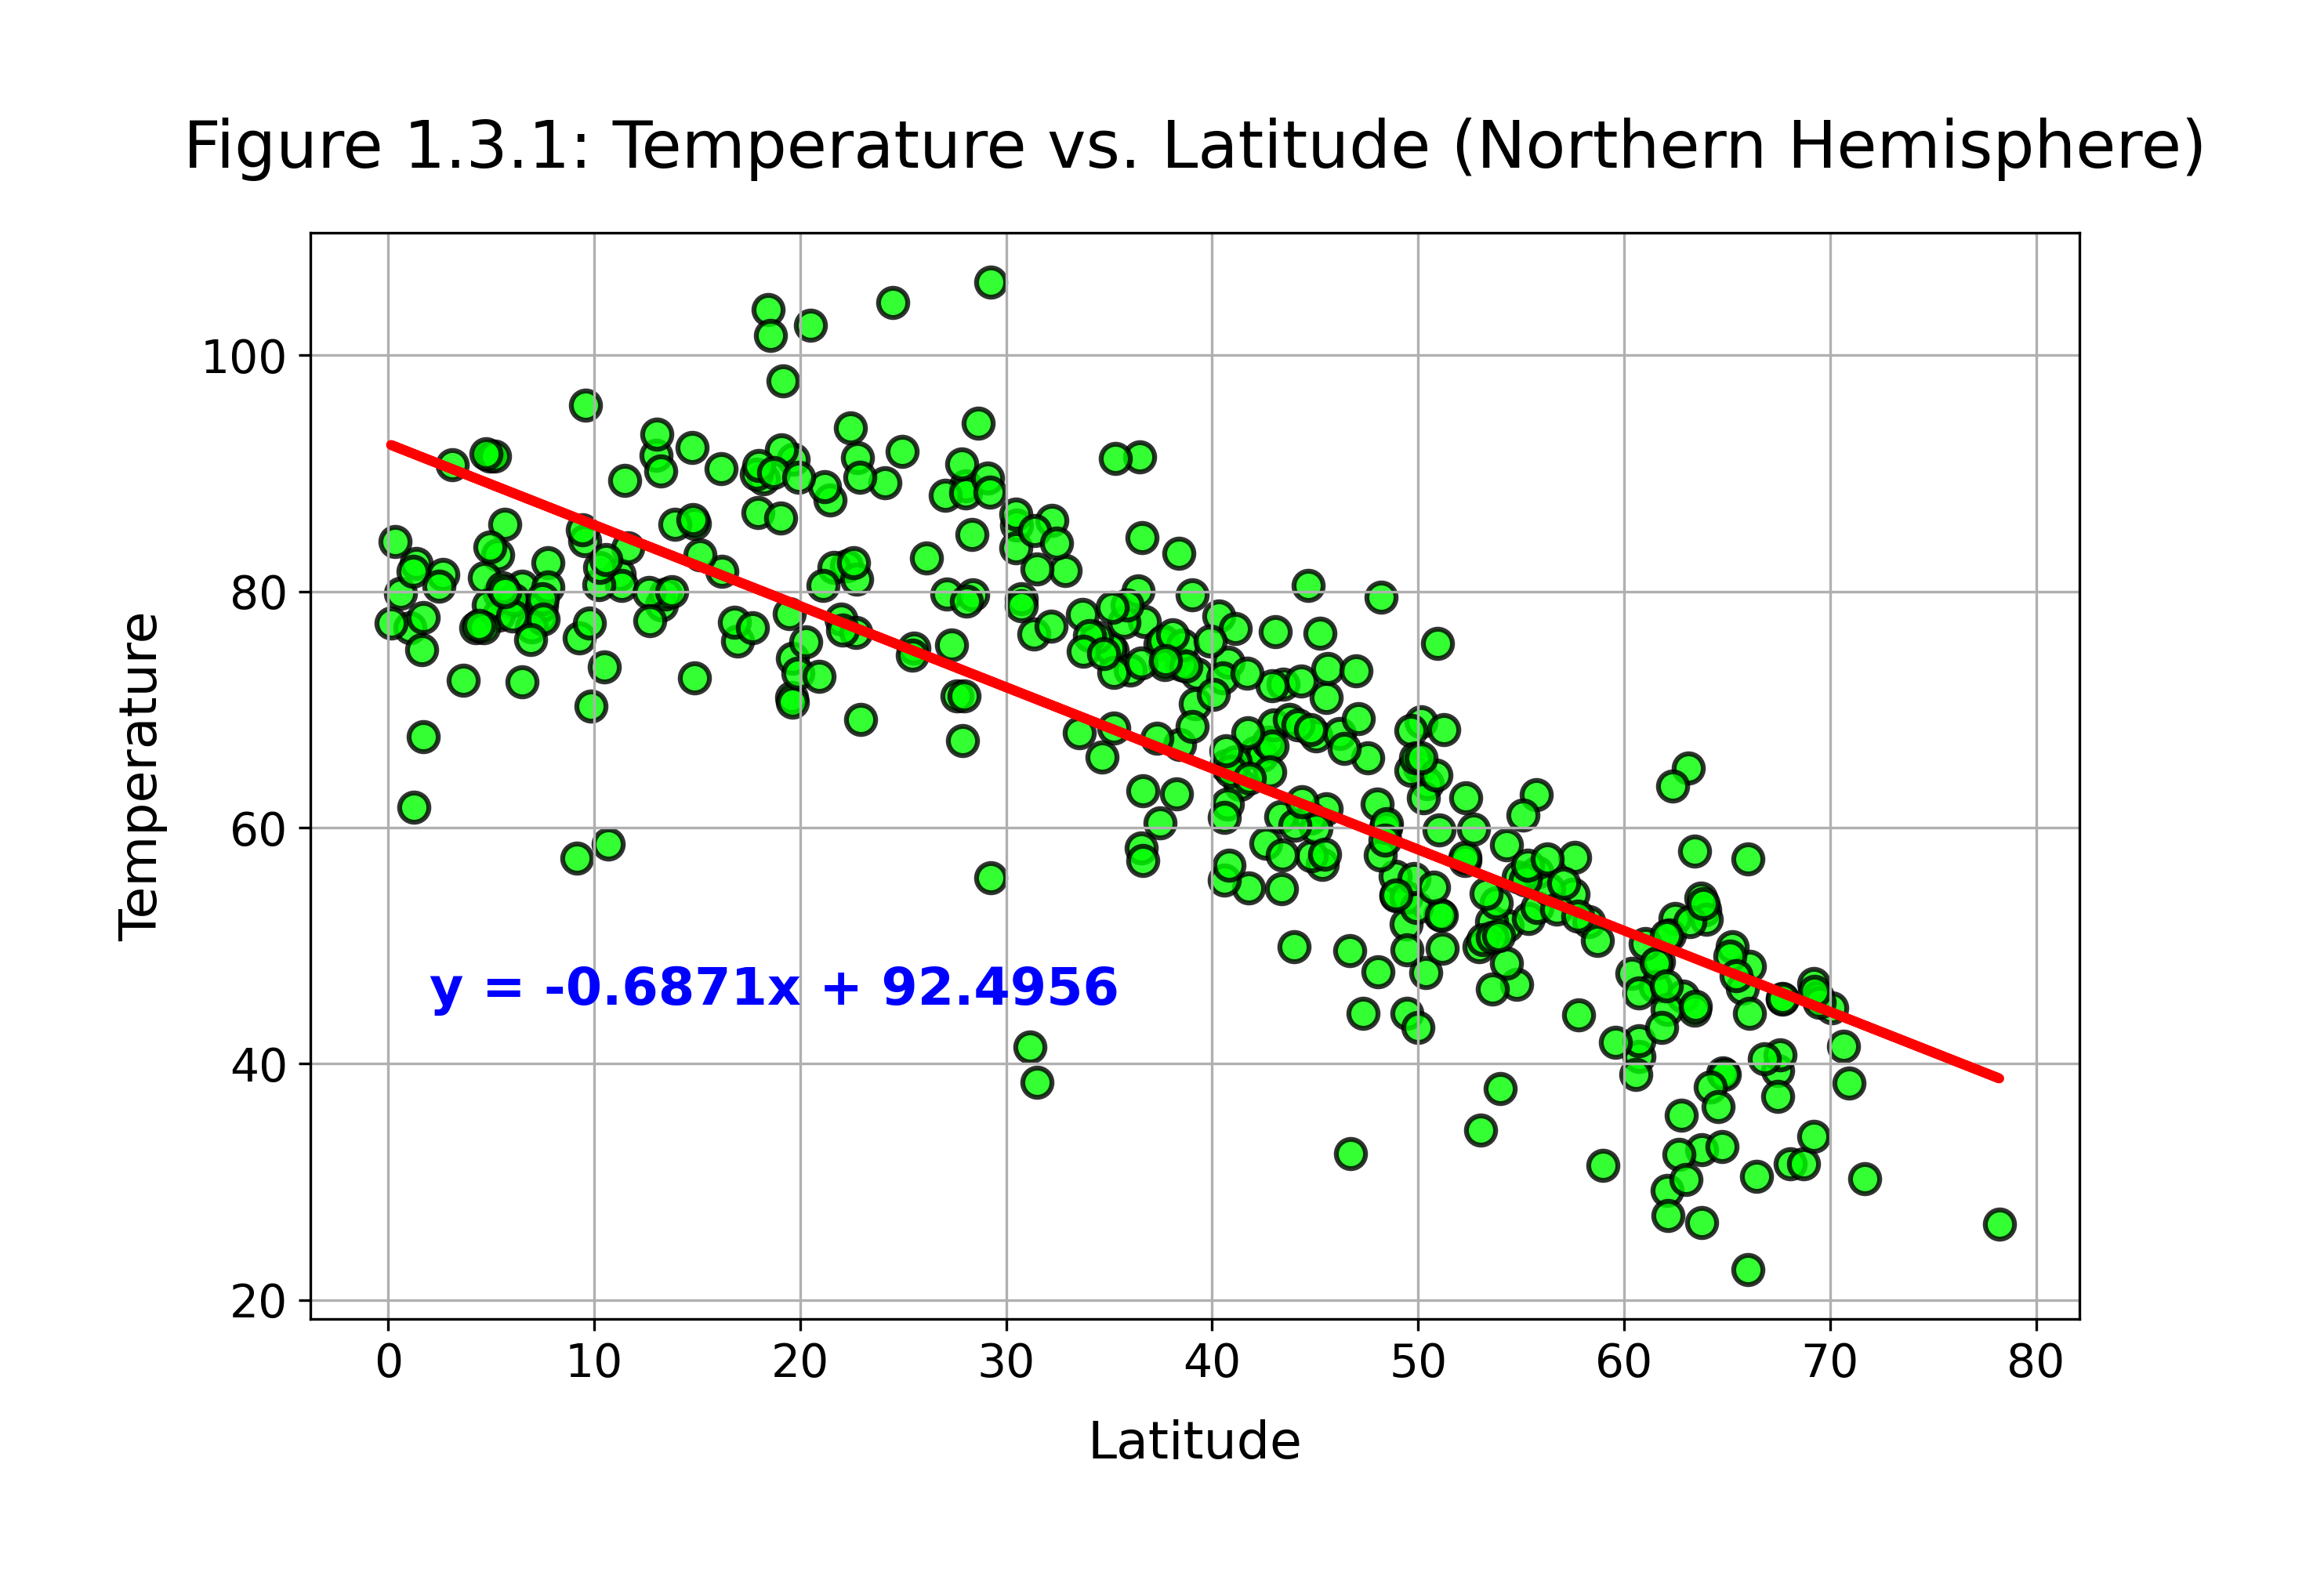 Figure 1.3.1: Temperature vs. Latitude (Northern Hemisphere)
Temperature
100
80
60
40
20
y = -0.6871x + 92.4956
0 10 20 30 40 50 60 70 80
Latitude